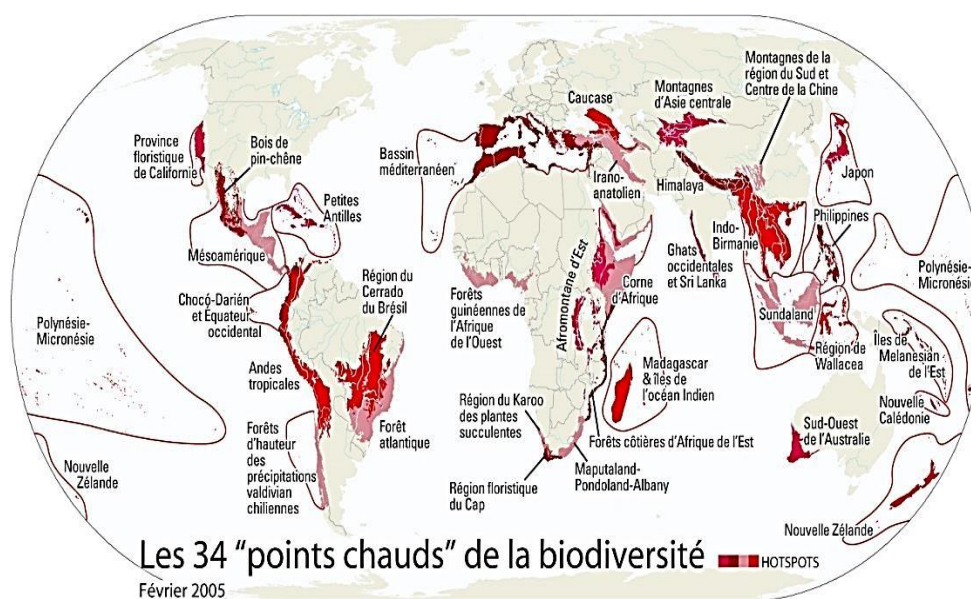 Montagnes de la
région du Sud et
Centre de la Chine
Montagnes
d'Asie centrale
Caucase
Province
floristique
de Californie
Bois de
pin-chêne
Bassin
méditerranéen
Irano-
anatolien
Himalaya
Japon
Petites
Antilles
Philippines
Mésoamérique
Indo-
Birmanie
Ghats
occidentales
et Sri Lanka
Polynésie-
Micronésie
Région du
Cerrado
du Brésil
Chocó-Darién
et Équateur
occidental
Forêts
guinéennes de
l'Afrique
de l'Ouest
Afromontane d'Est
Corne
d'Afrique
Sundaland
Polynésie-
Micronésie
Région de
Wallacea
Îles de
Melanesian
de l'Est
Andes
tropicales
Madagascar
& îles de
l'océan Indien
Nouvelle
Calédonie
Région du Karoo
des plantes
succulentes
Forêt
atlantique
Forêts
d'hauteur
des
précipitations
valdivian
chiliennes
Sud-Ouest
de l'Australie
Forêts côtières d'Afrique de l'Est
Nouvelle
Zélande
Maputaland-
Pondoland-Albany
Région floristique
du Cap
Nouvelle Zélande
Les 34 "points chauds" de la biodiversité
HOTSPOTS
Février 2005